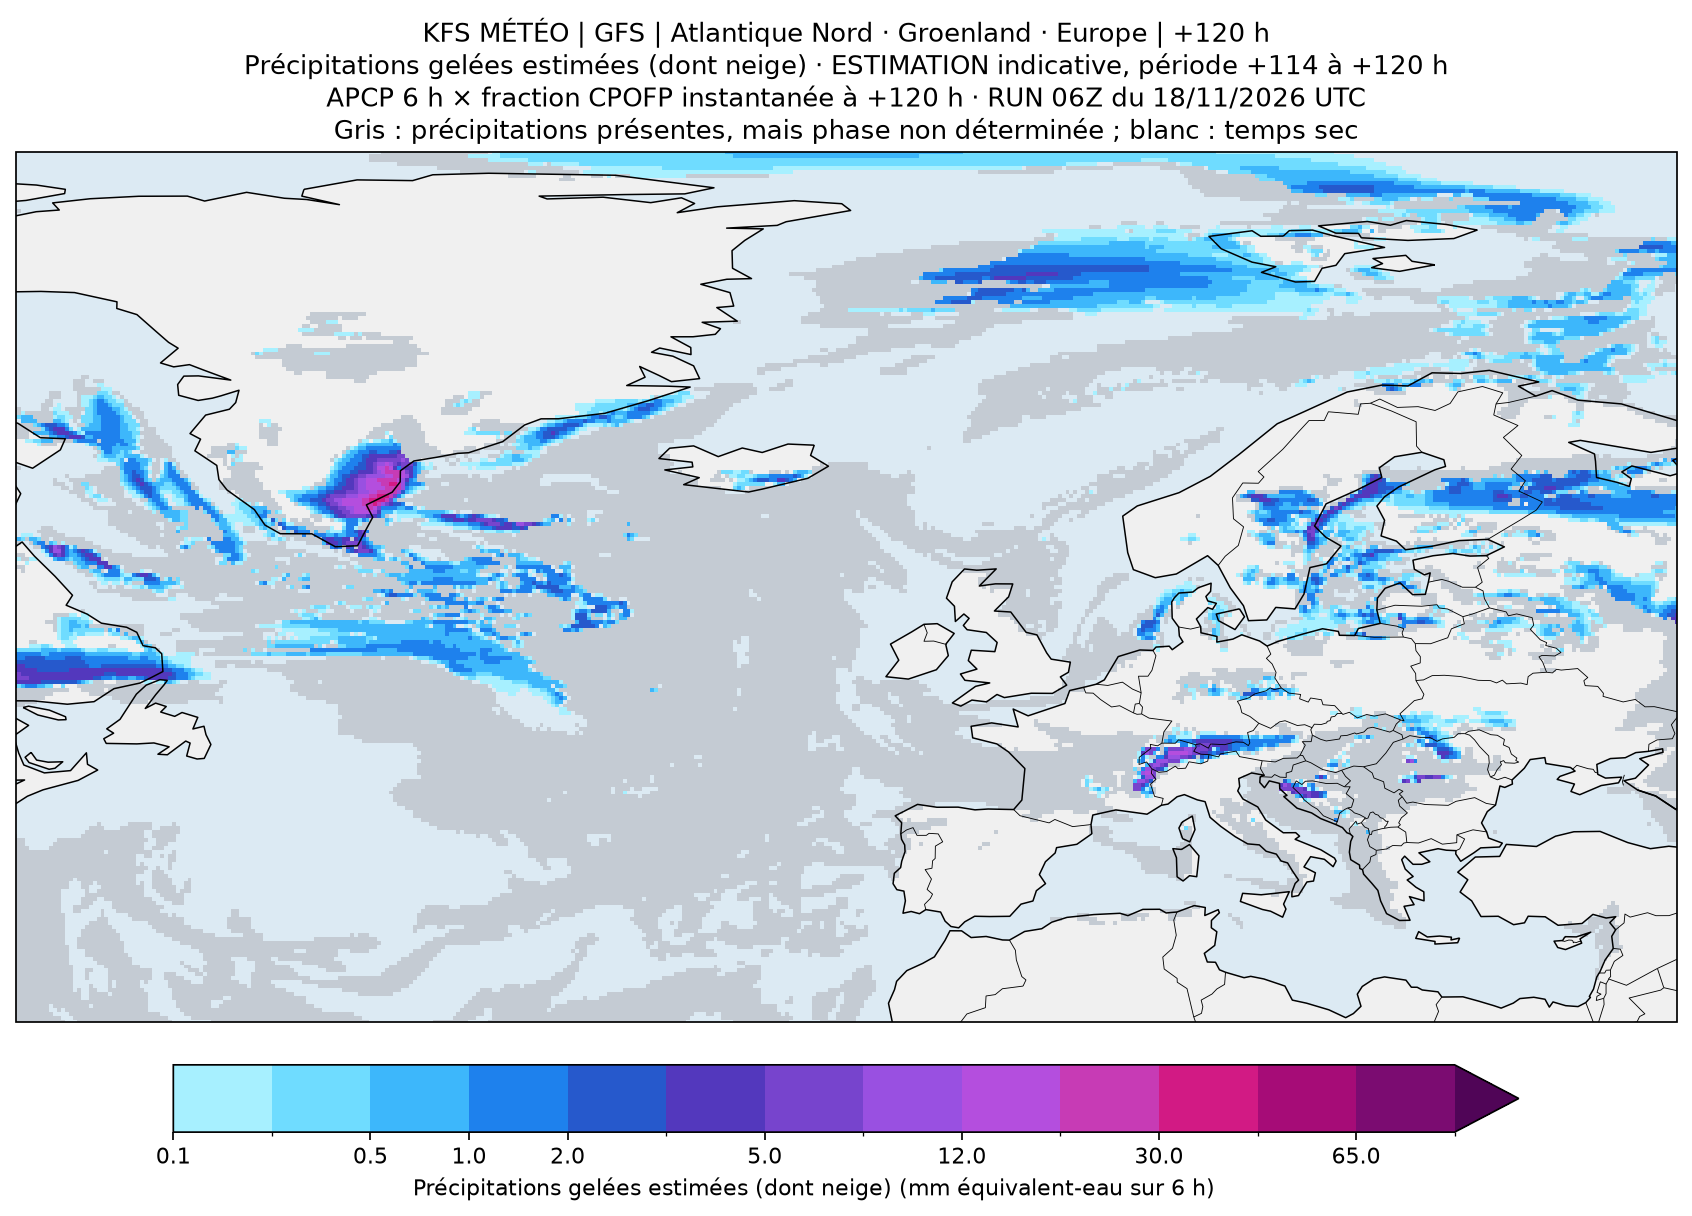 KFS MÉTÉO | GFS | Atlantique Nord · Groenland · Europe | +120 h
Précipitations gelées estimées (dont neige) · ESTIMATION indicative, période +114 à +120 h
APCP 6 h × fraction CPOFP instantanée à +120 h · RUN 06Z du 18/11/2026 UTC
Gris : précipitations présentes, mais phase non déterminée ; blanc : temps sec
0.1 0.5 1.0 2.0 5.0 12.0 30.0 65.0
Précipitations gelées estimées (dont neige) (mm équivalent-eau sur 6 h)